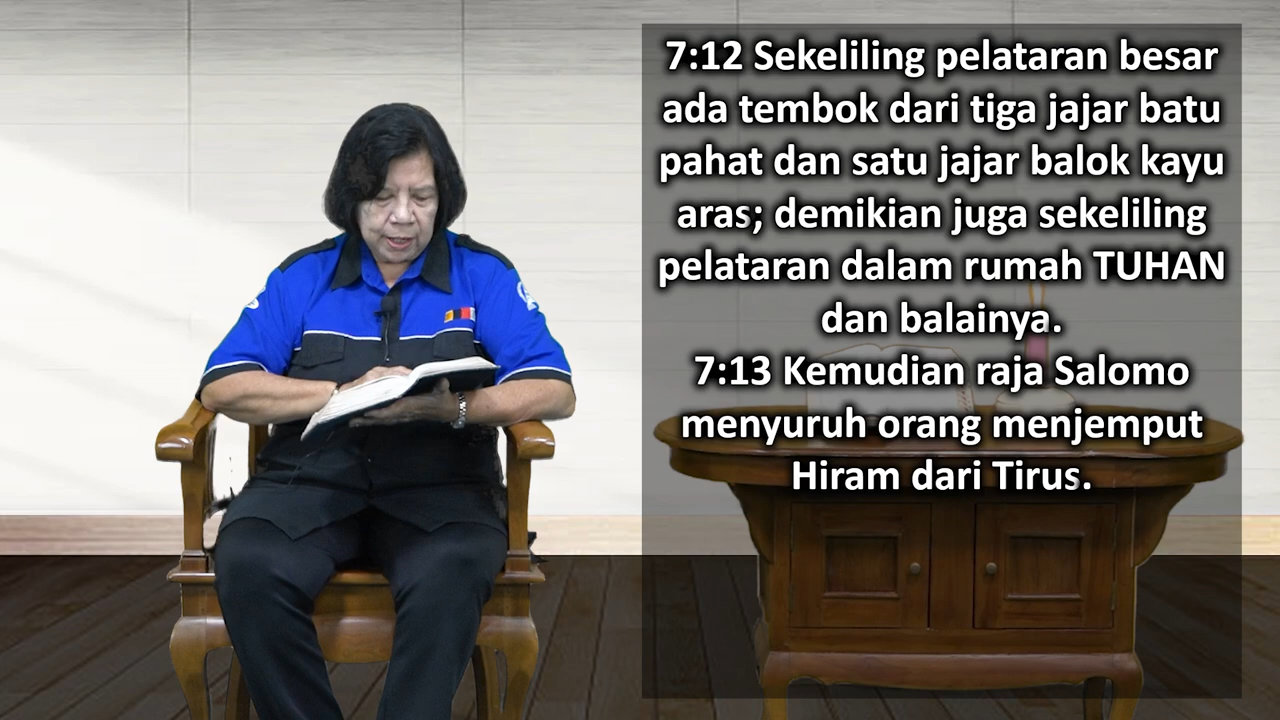 7:12 Sekeliling pelataran besar
ada tembok dari tiga jajar batu
pahat dan satu jajar balok kayu
aras; demikian juga sekeliling
pelataran dalam rumah TUHAN
dan balainya.
7:13 Kemudian raja Salomo
menyuruh orang menjemput
Hiram dari Tirus.